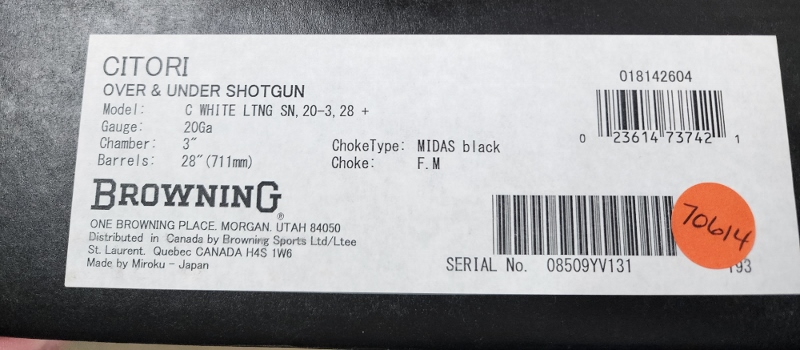 CITORI
OVER & UNDER SHOTGUN
Model: C WHITE LTNG SN, 20-3, 28 +
Gauge: 20Ga
Chamber: 3"
Barrels: 28"(711mm)
ChokeType: MIDAS black
Choke: F.M
BROWNING®
ONE BROWNING PLACE. MORGAN. UTAH 84050
Distributed in Canada by Browning Sports Ltd/Ltee
St. Laurent. Quebec CANADA H4S 1W6
Made by Miroku - Japan
018142604
0 23614 73742 1
70614
SERIAL No. 08509YV131